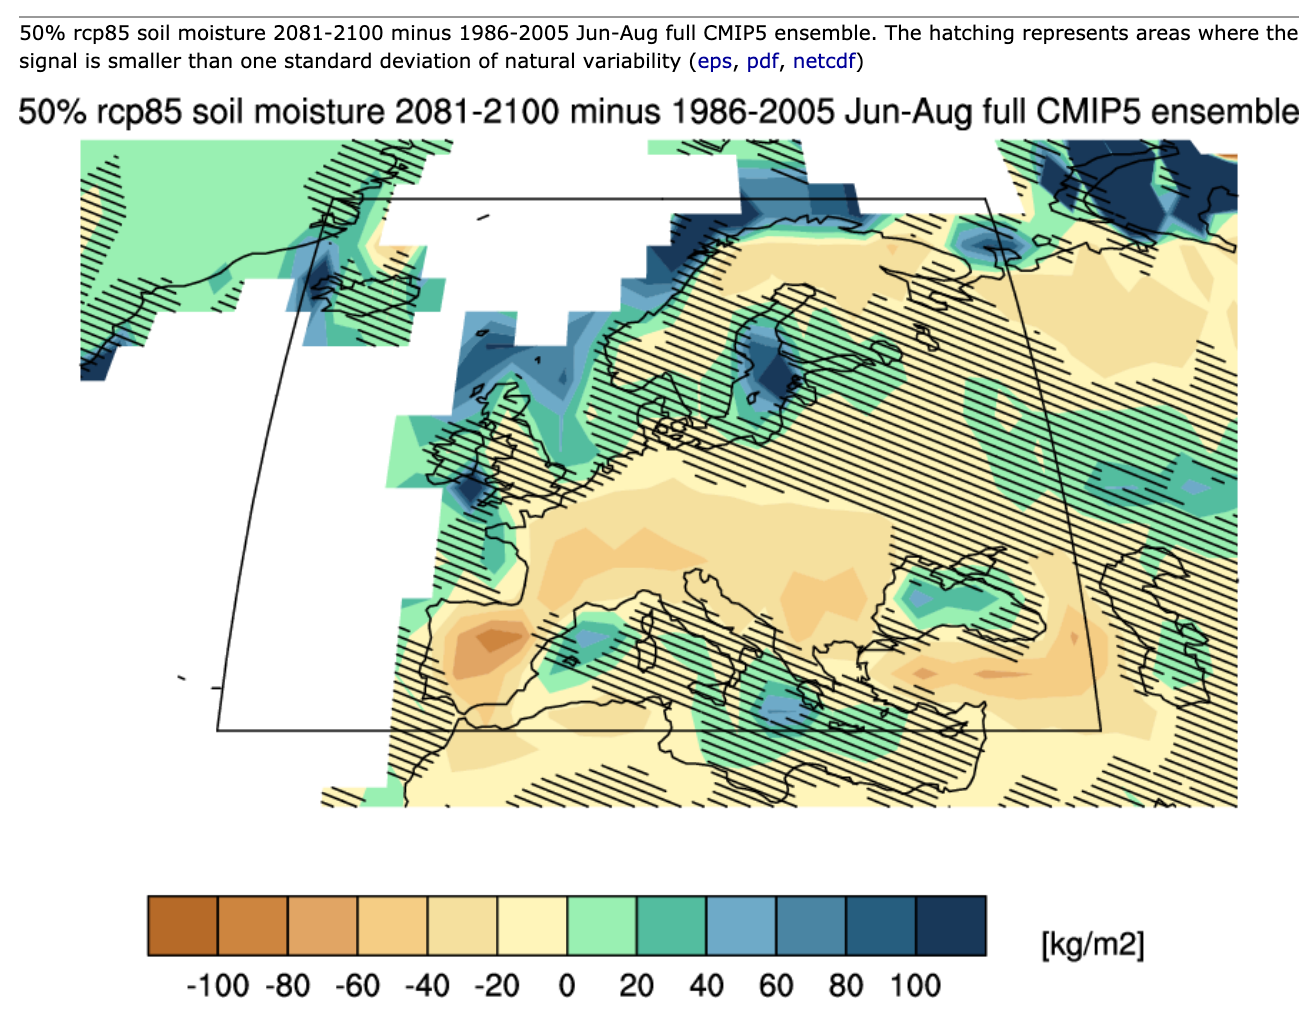 50% rcp85 soil moisture 2081-2100 minus 1986-2005 Jun-Aug full CMIP5 ensemble. The hatching represents areas where the
signal is smaller than one standard deviation of natural variability (eps, pdf, netcdf)
50% rcp85 soil moisture 2081-2100 minus 1986-2005 Jun-Aug full CMIP5 ensemble
[kg/m2]
-100 -80 -60 -40 -20 0 20 40 60 80 100